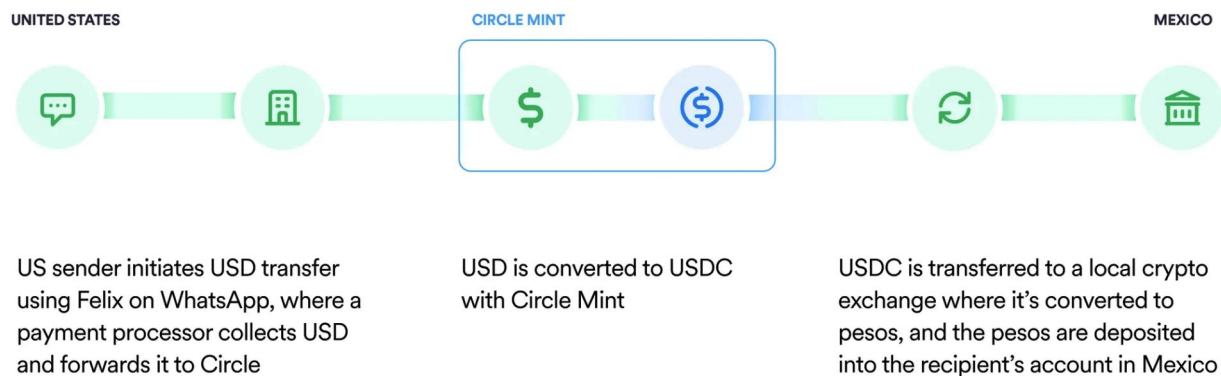 UNITED STATES
CIRCLE MINT
MEXICO
US sender initiates USD transfer
using Felix on WhatsApp, where a
payment processor collects USD
and forwards it to Circle
USD is converted to USDC
with Circle Mint
USDC is transferred to a local crypto
exchange where it’s converted to
pesos, and the pesos are deposited
into the recipient’s account in Mexico